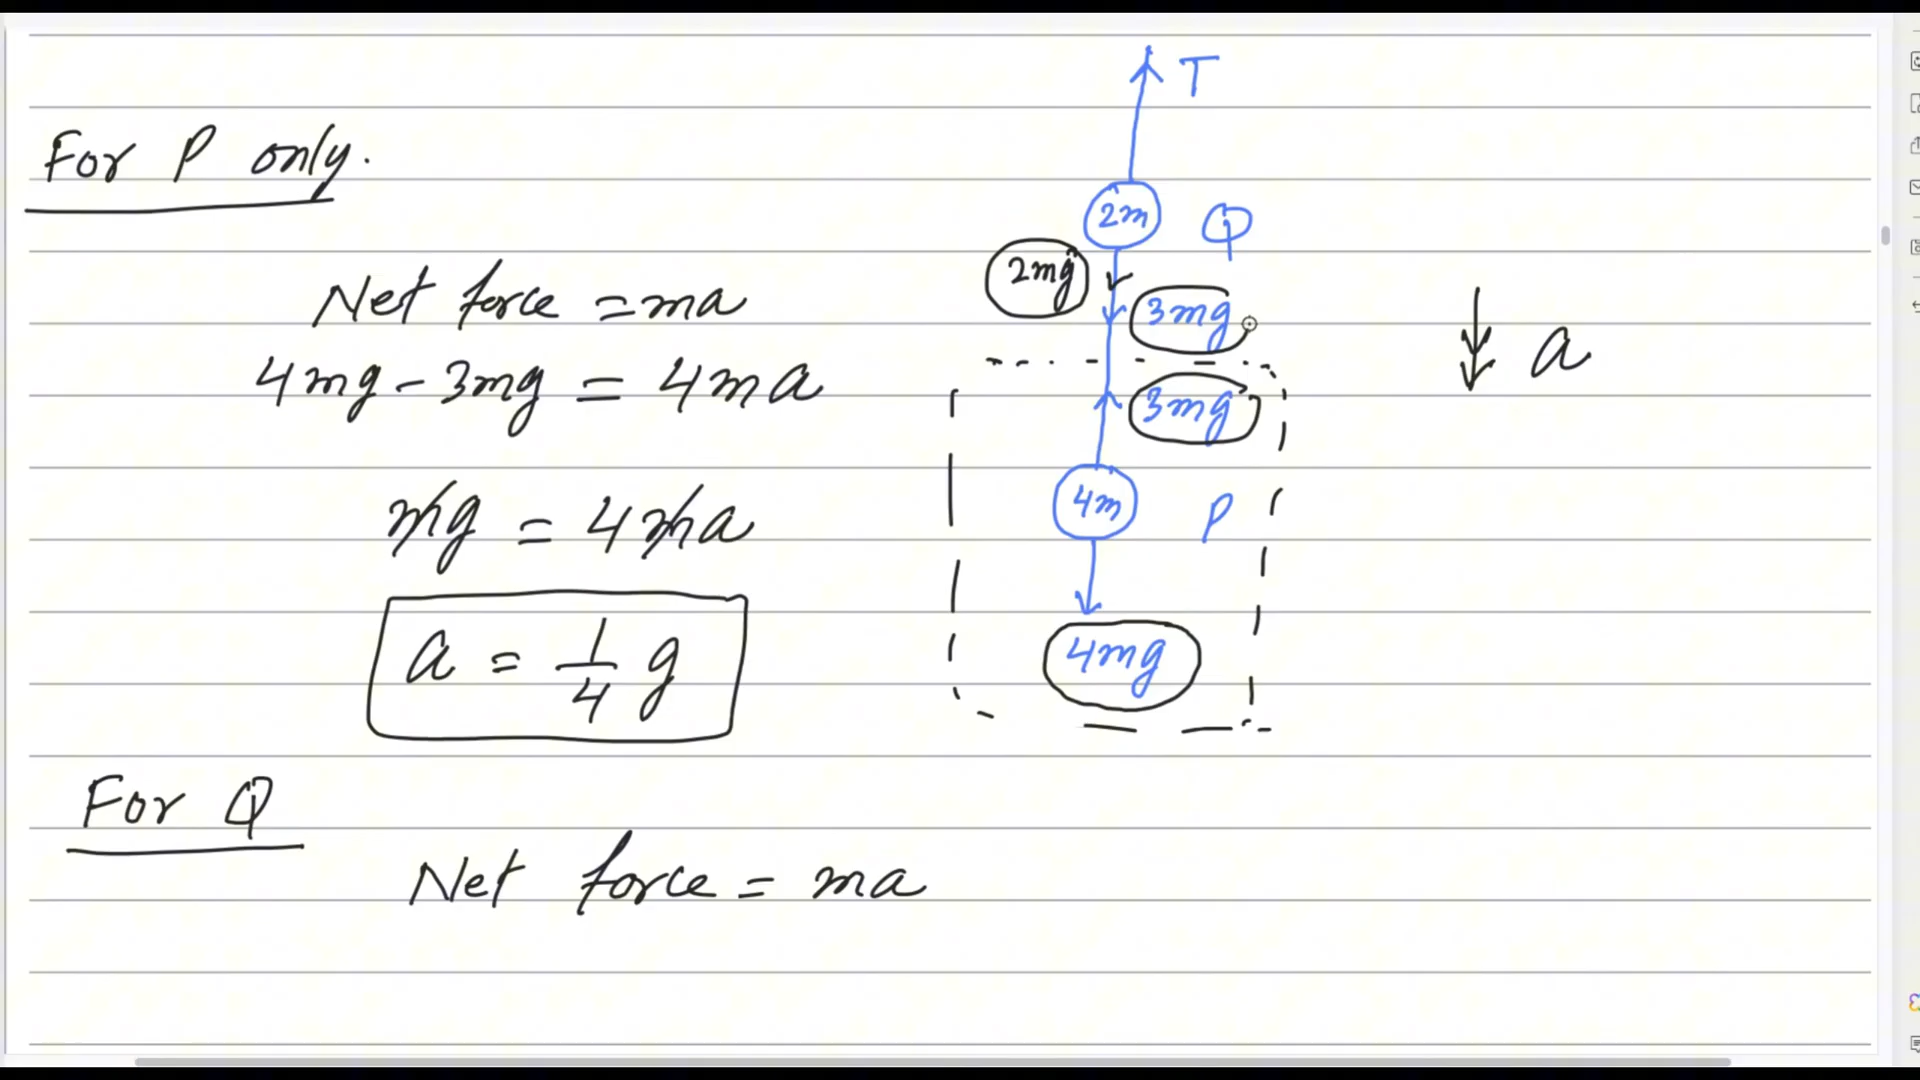 For P only.
Net force = ma
4mg - 3mg = 4ma
mg = 4ma
a = 1/4 g
For Q
Net force = ma
T
2m Q
2mg
3mg
a
3mg
4m P
4mg